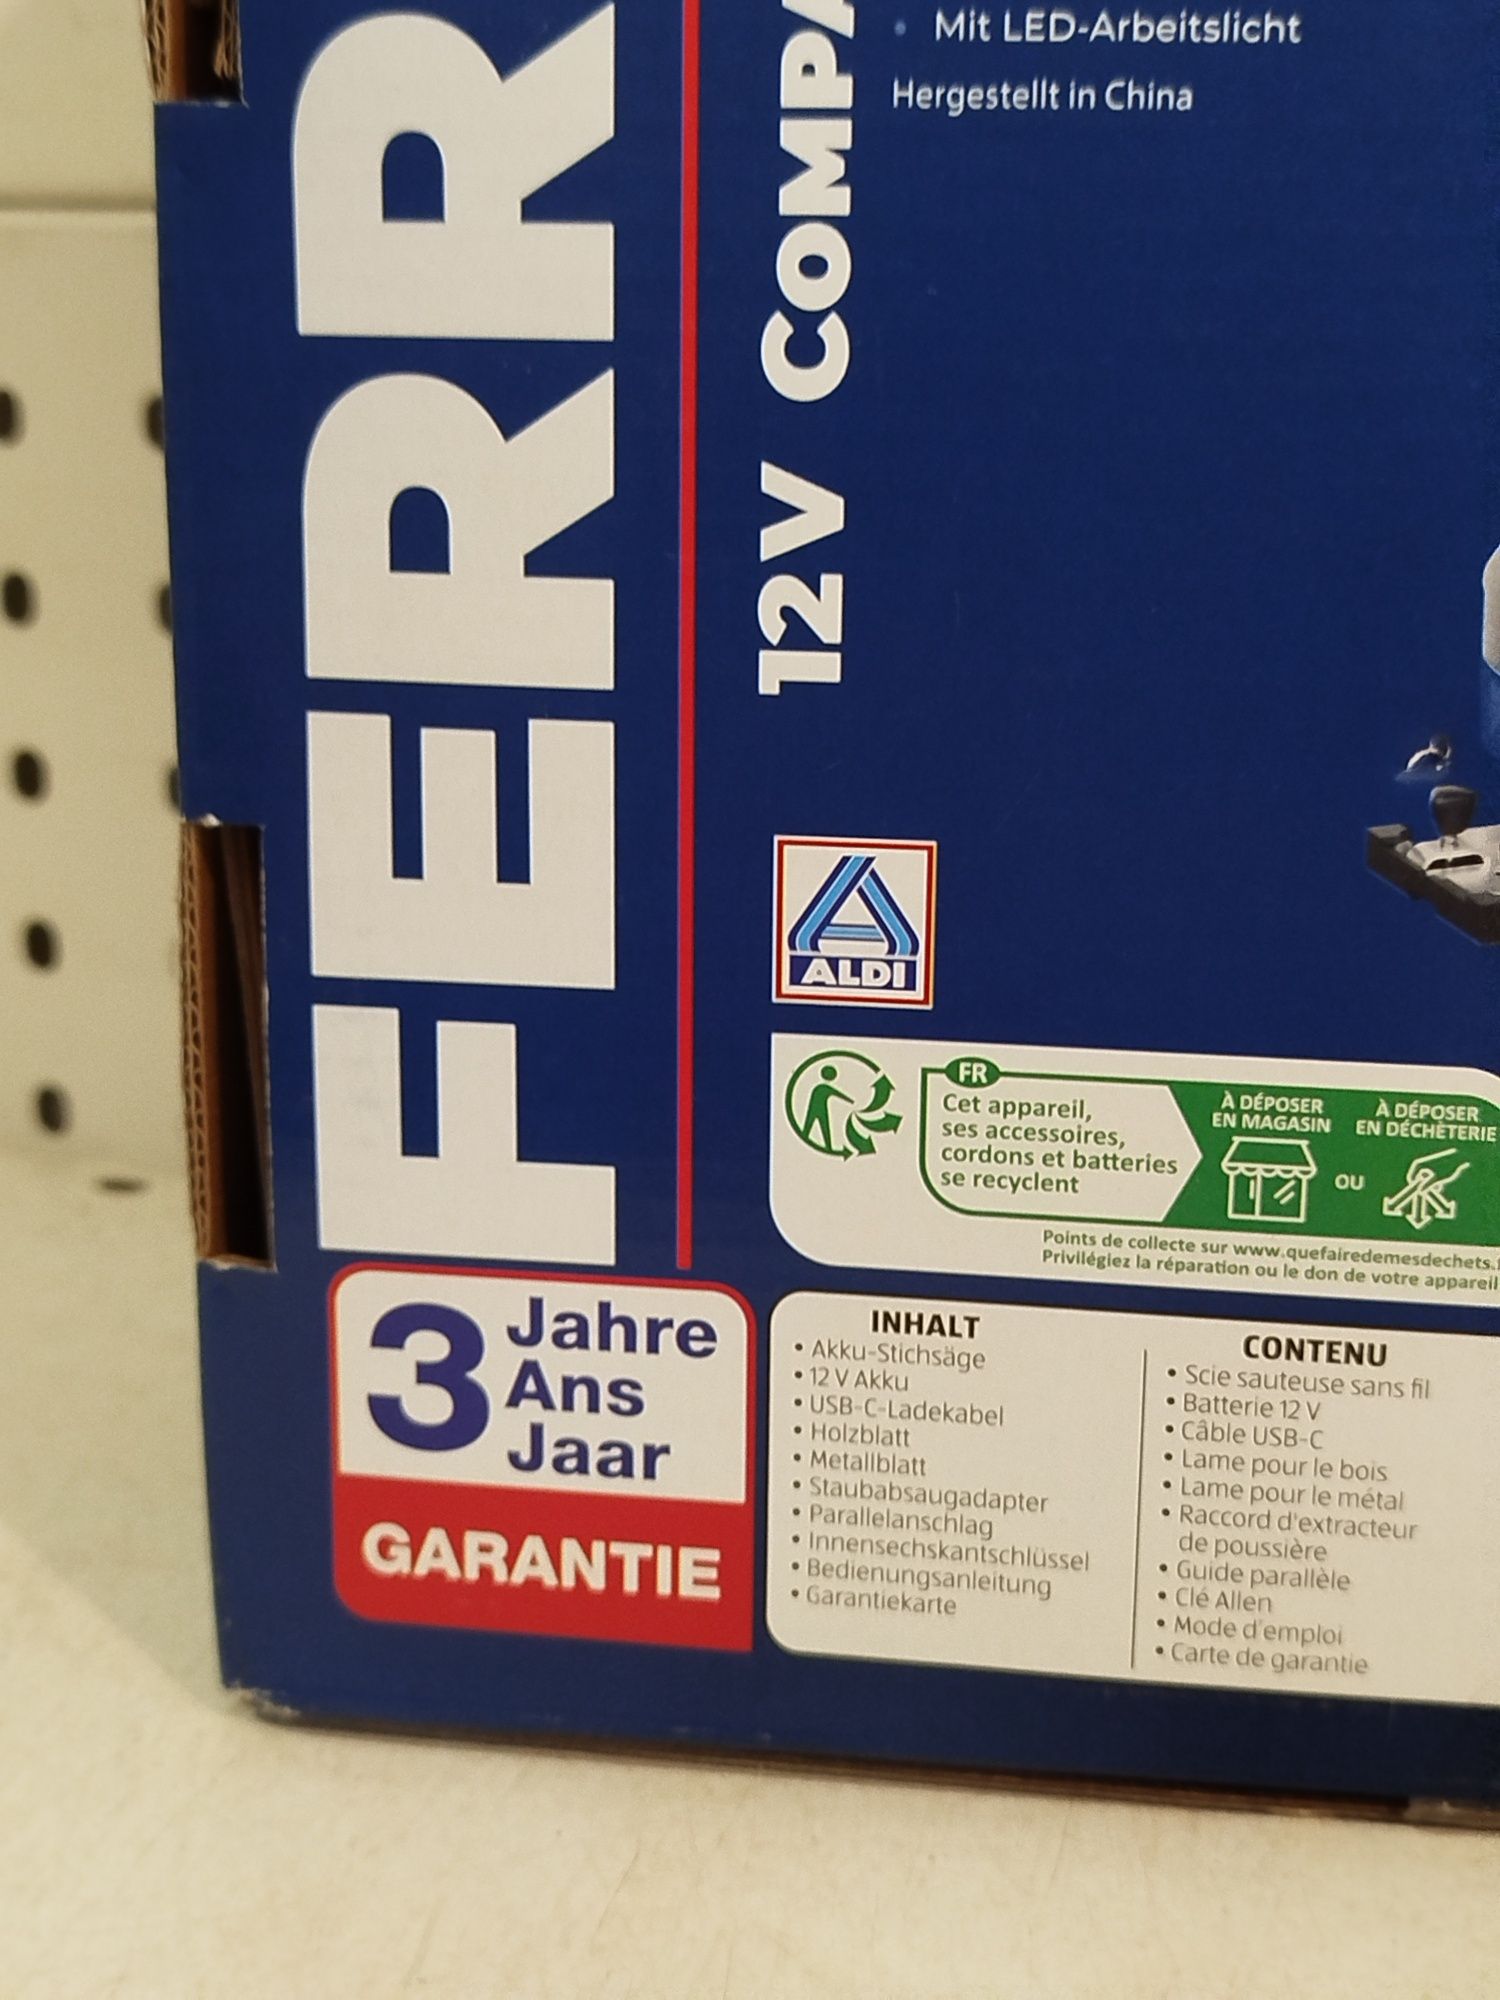 Mit LED-Arbeitslicht
Hergestellt in China
FERR
12V COMPA
ALDI
FR
Cet appareil,
ses accessoires,
cordons et batteries
se recyclent
À DÉPOSER
EN MAGASIN
OU
À DÉPOSER
EN DÉCHÈTERIE
Points de collecte sur www.quefairedemesdechets.f
Privilégiez la réparation ou le don de votre appareil
3 Jahre
Ans
Jaar
GARANTIE
INHALT
• Akku-Stichsäge
• 12 V Akku
• USB-C-Ladekabel
• Holzblatt
• Metallblatt
• Staubabsaugadapter
• Parallelanschlag
• Innensechskantschlüssel
• Bedienungsanleitung
• Garantiekarte
CONTENU
• Scie sauteuse sans fil
• Batterie 12 V
• Câble USB-C
• Lame pour le bois
• Lame pour le métal
• Raccord d'extracteur
de poussière
• Guide parallèle
• Clé Allen
• Mode d'emploi
• Carte de garantie